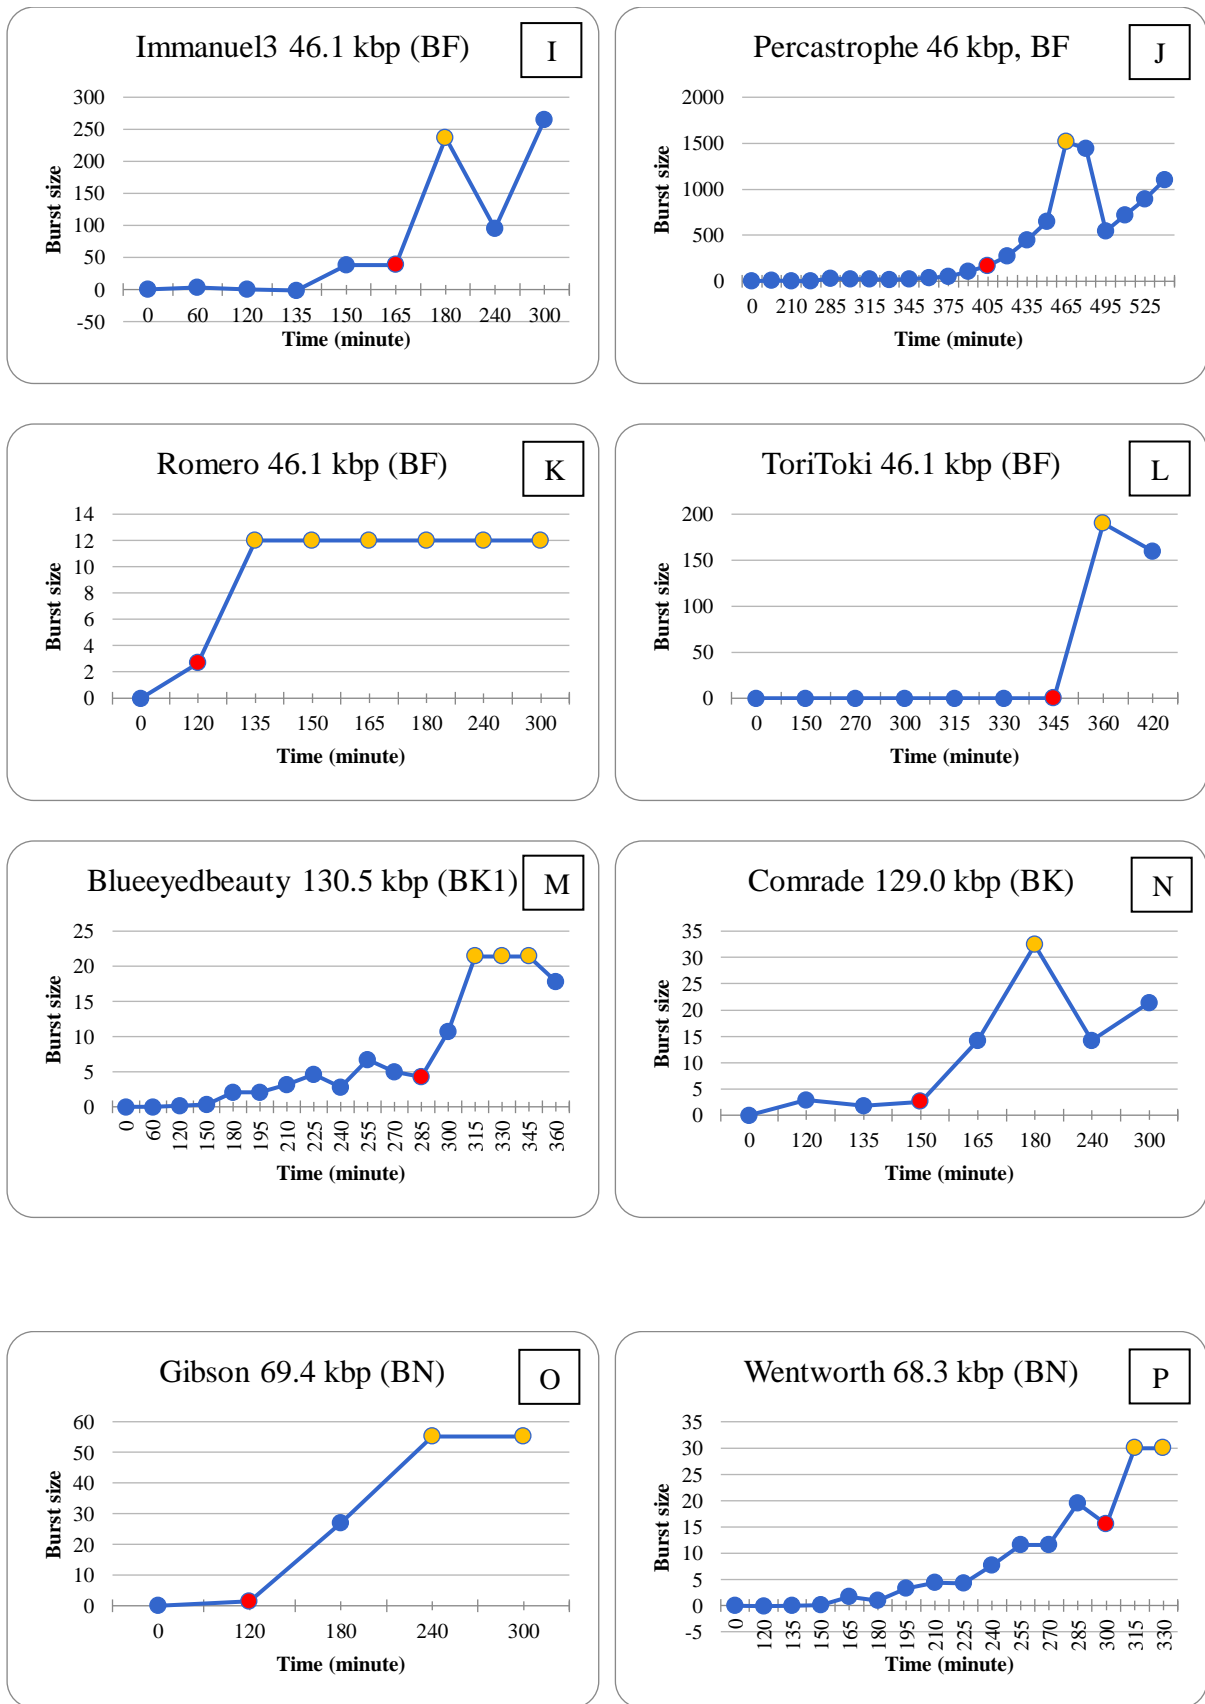 Immanuel3 46.1 kbp (BF)
I
300
250
200
150
100
50
0
-50
Burst size
0 60 120 135 150 165 180 240 300
Time (minute)
Percastrophe 46 kbp, BF
J
2000
1500
1000
500
0
Burst size
0 210 285 315 345 375 405 435 465 495 525
Time (minute)
Romero 46.1 kbp (BF)
K
14
12
10
8
6
4
2
0
Burst size
0 120 135 150 165 180 240 300
Time (minute)
ToriToki 46.1 kbp (BF)
L
200
150
100
50
0
Burst size
0 150 270 300 315 330 345 360 420
Time (minute)
Blueeyedbeauty 130.5 kbp (BK1)
M
25
20
15
10
5
0
Burst size
0 60 120 150 180 195 210 225 240 255 270 285 300 315 330 345 360
Time (minute)
Comrade 129.0 kbp (BK)
N
35
30
25
20
15
10
5
0
Burst size
0 120 135 150 165 180 240 300
Time (minute)
Gibson 69.4 kbp (BN)
O
60
50
40
30
20
10
0
Burst size
0 120 180 240 300
Time (minute)
Wentworth 68.3 kbp (BN)
P
35
30
25
20
15
10
5
0
-5
Burst size
0 120 135 150 165 180 195 210 225 240 255 270 285 300 315 330
Time (minute)